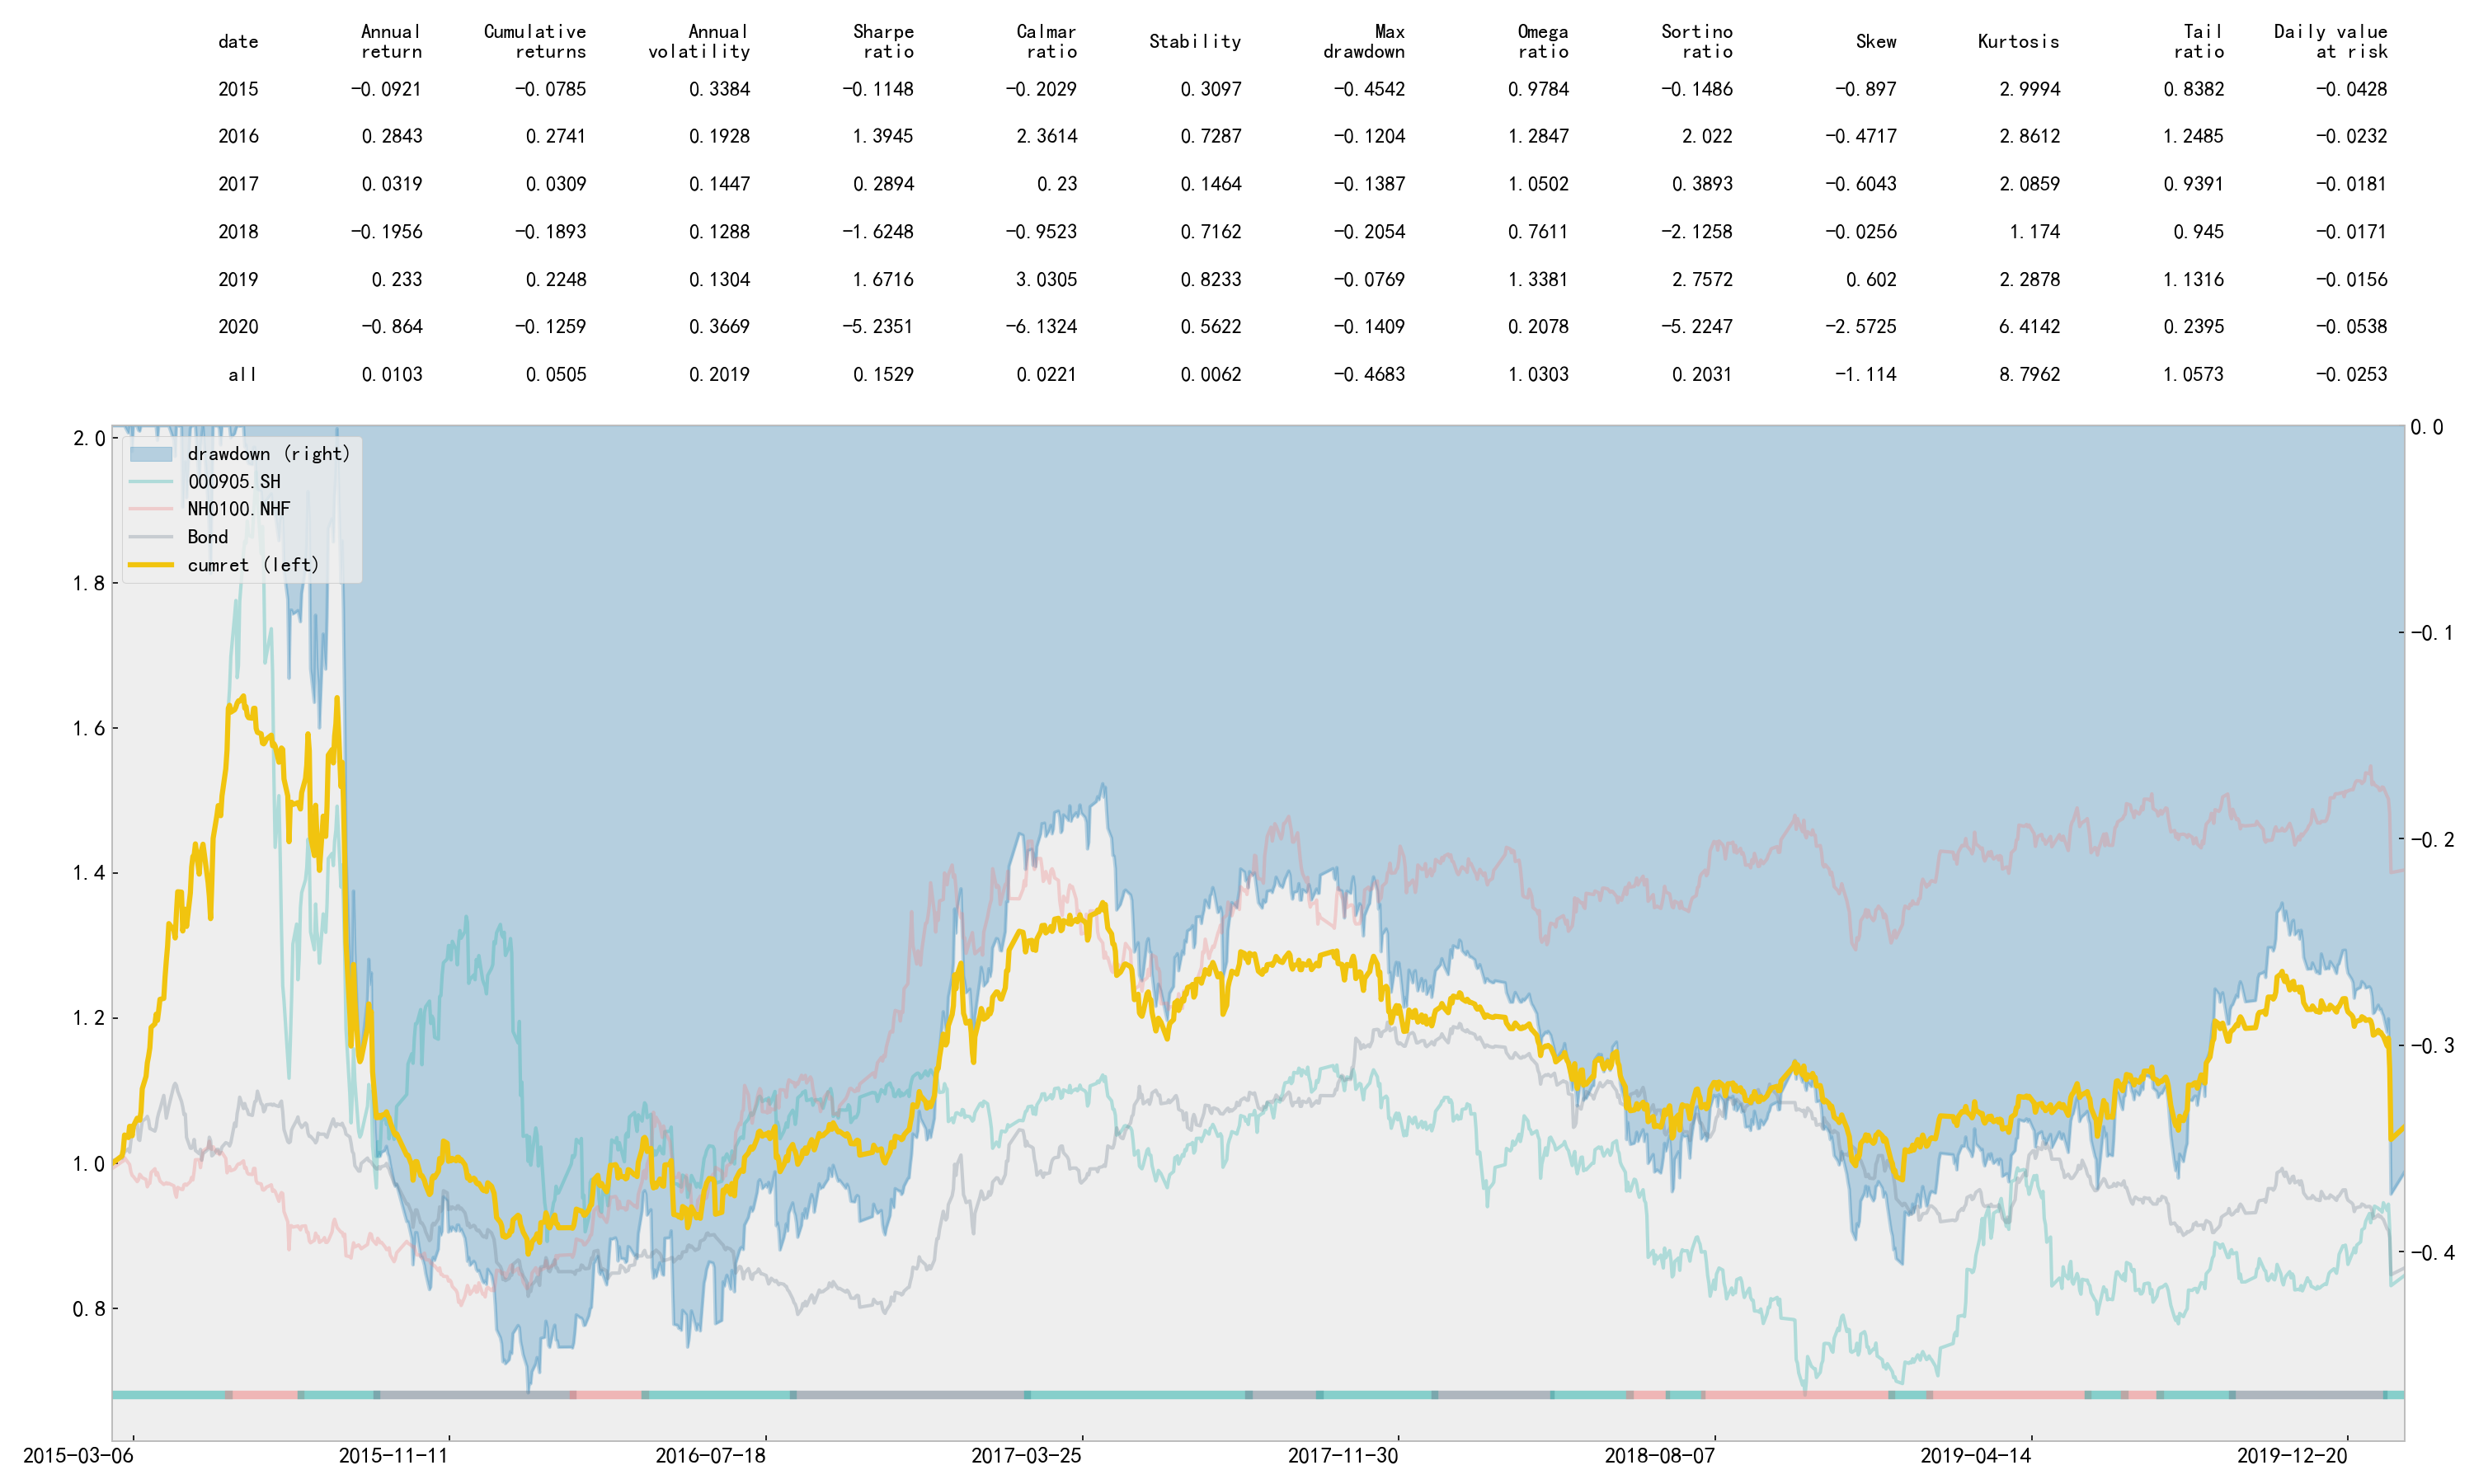 date Annual return Cumulative returns Annual volatility Sharpe ratio Calmar ratio Stability Max drawdown Omega ratio Sortino ratio Skew Kurtosis Tail ratio Daily value at risk
2015 -0.0921 -0.0785 0.3384 -0.1148 -0.2029 0.3097 -0.4542 0.9784 -0.1486 -0.897 2.9994 0.8382 -0.0428
2016 0.2843 0.2741 0.1928 1.3945 2.3614 0.7287 -0.1204 1.2847 2.022 -0.4717 2.8612 1.2485 -0.0232
2017 0.0319 0.0309 0.1447 0.2894 0.23 0.1464 -0.1387 1.0502 0.3893 -0.6043 2.0859 0.9391 -0.0181
2018 -0.1956 -0.1893 0.1288 -1.6248 -0.9523 0.7162 -0.2054 0.7611 -2.1258 -0.0256 1.174 0.945 -0.0171
2019 0.233 0.2248 0.1304 1.6716 3.0305 0.8233 -0.0769 1.3381 2.7572 0.602 2.2878 1.1316 -0.0156
2020 -0.864 -0.1259 0.3669 -5.2351 -6.1324 0.5622 -0.1409 0.2078 -5.2247 -2.5725 6.4142 0.2395 -0.0538
all 0.0103 0.0505 0.2019 0.1529 0.0221 0.0062 -0.4683 1.0303 0.2031 -1.114 8.7962 1.0573 -0.0253
2.0
1.8
1.6
1.4
1.2
1.0
0.8
drawdown (right)
000905.SH
NH0100.NHF
Bond
cumret (left)
0.0
-0.1
-0.2
-0.3
-0.4
2015-03-06 2015-11-11 2016-07-18 2017-03-25 2017-11-30 2018-08-07 2019-04-14 2019-12-20